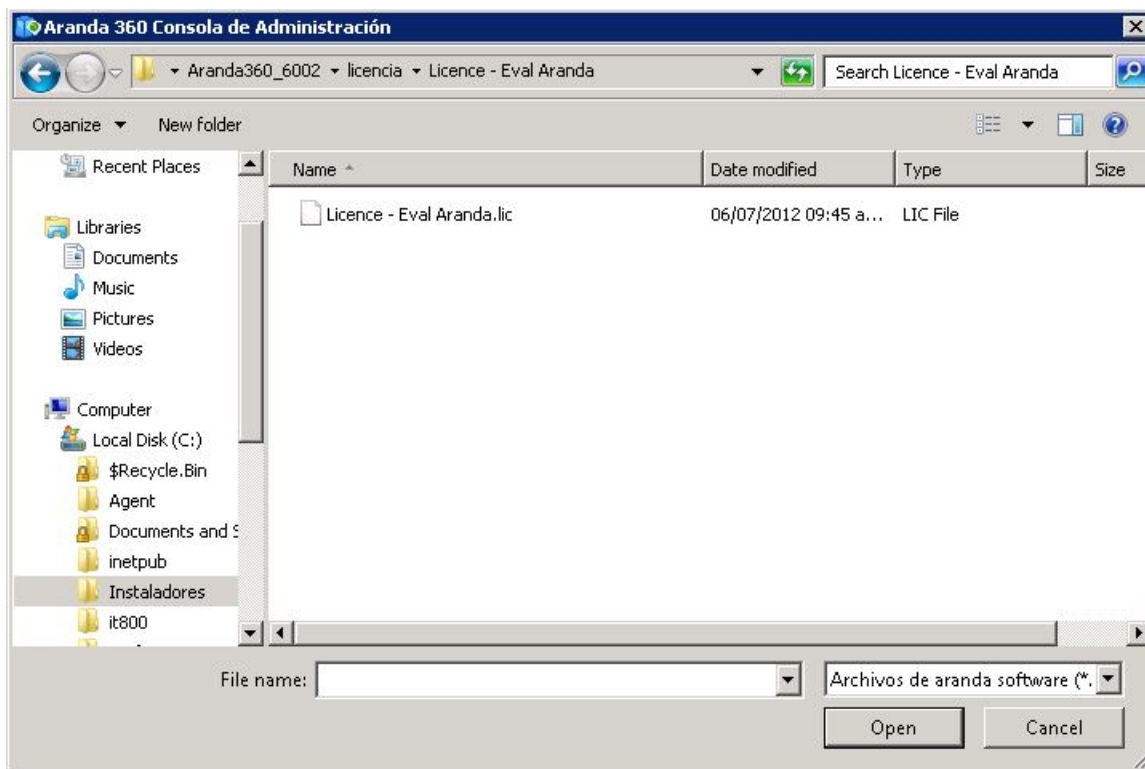 Aranda 360 Consola de Administración
Aranda360_6002 licencia Licence - Eval Aranda
Search Licence - Eval Aranda
Organize New folder
Name Date modified Type Size
Recent Places
Licence - Eval Aranda.lic 06/07/2012 09:45 a... LIC File
Libraries
Documents
Music
Pictures
Videos
Computer
Local Disk (C:)
$Recycle.Bin
Agent
Documents and S
inetpub
Instaladores
it800
File name:
Archivos de aranda software (*.
Open Cancel